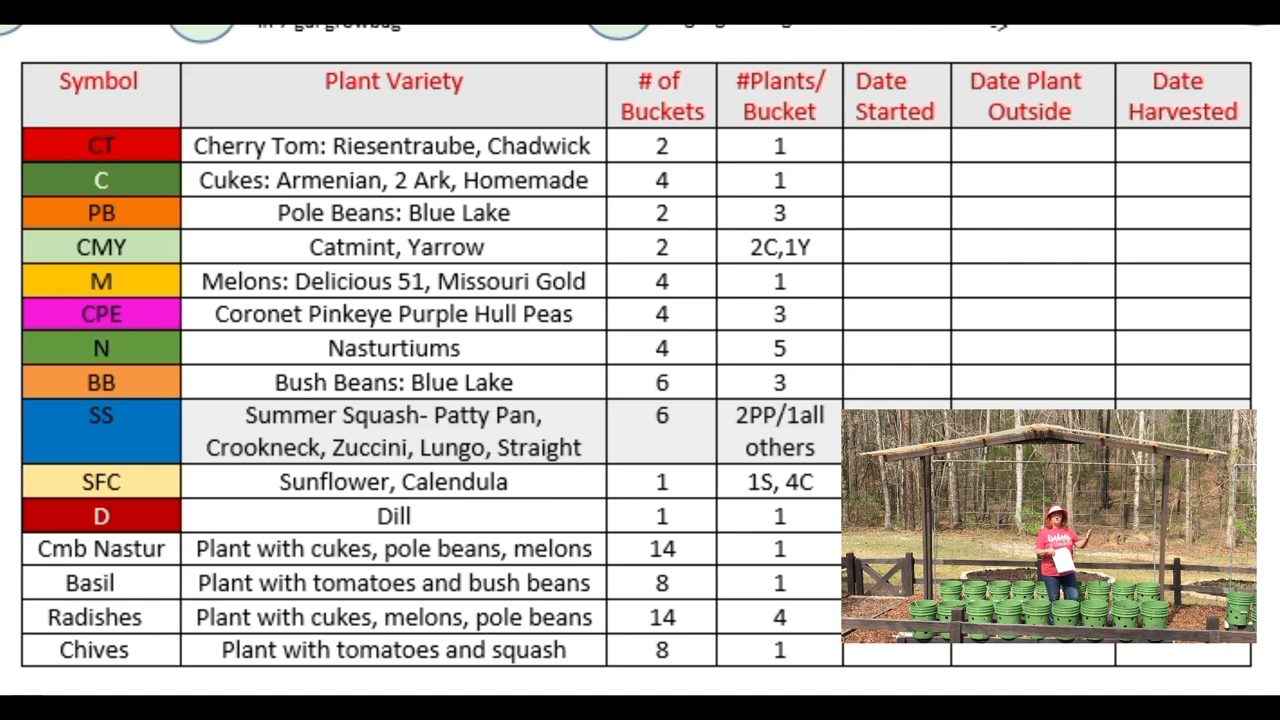 Symbol Plant Variety # of #Plants/ Date Date Plant Date
Buckets Bucket Started Outside Harvested
CT Cherry Tom: Riesentraube, Chadwick 2 1
C Cukes: Armenian, 2 Ark, Homemade 4 1
PB Pole Beans: Blue Lake 2 3
CMY Catmint, Yarrow 2 2C,1Y
M Melons: Delicious 51, Missouri Gold 4 1
CPE Coronet Pinkeye Purple Hull Peas 4 3
N Nasturtiums 4 5
BB Bush Beans: Blue Lake 6 3
SS Summer Squash- Patty Pan, 6 2PP/1all
Crookneck, Zuccini, Lungo, Straight others
SFC Sunflower, Calendula 1 1S, 4C
D Dill 1 1
Cmb Nastur Plant with cukes, pole beans, melons 14 1
Basil Plant with tomatoes and bush beans 8 1
Radishes Plant with cukes, melons, pole beans 14 4
Chives Plant with tomatoes and squash 8 1